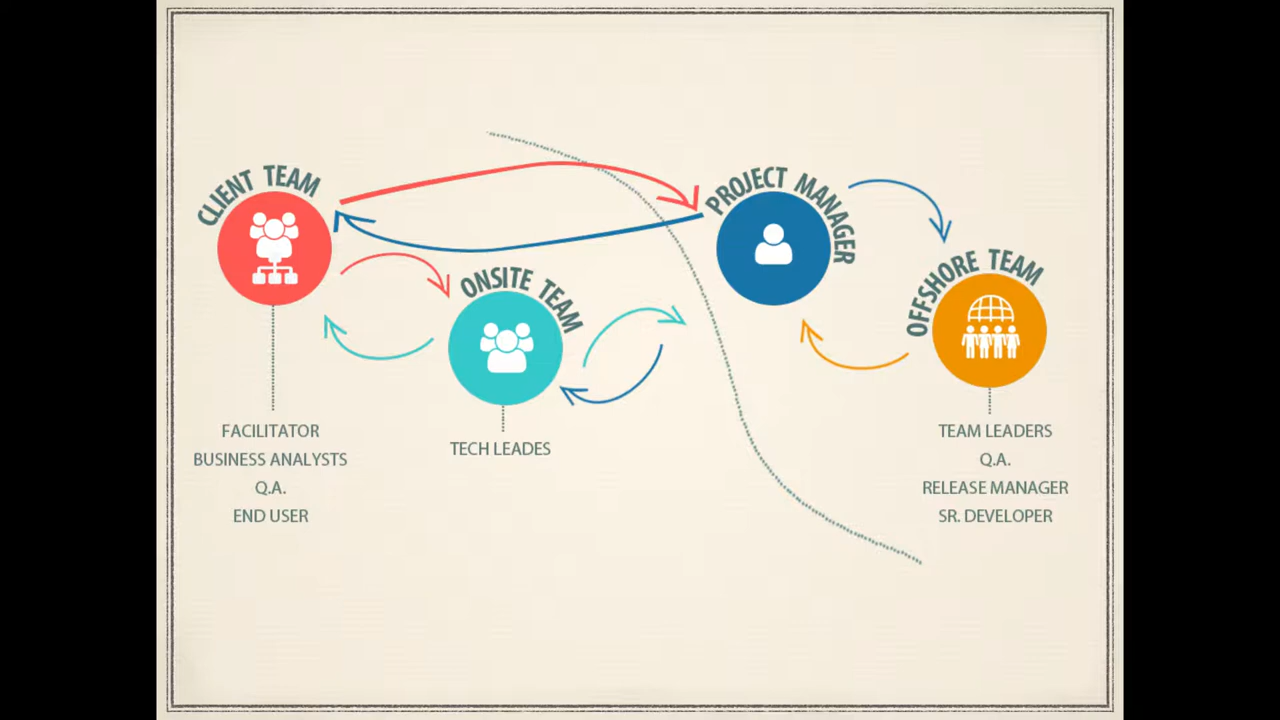 CLIENT TEAM
PROJECT MANAGER
ONSITE TEAM
OFFSHORE TEAM
FACILITATOR
BUSINESS ANALYSTS
Q.A.
END USER
TECH LEADES
TEAM LEADERS
Q.A.
RELEASE MANAGER
SR. DEVELOPER